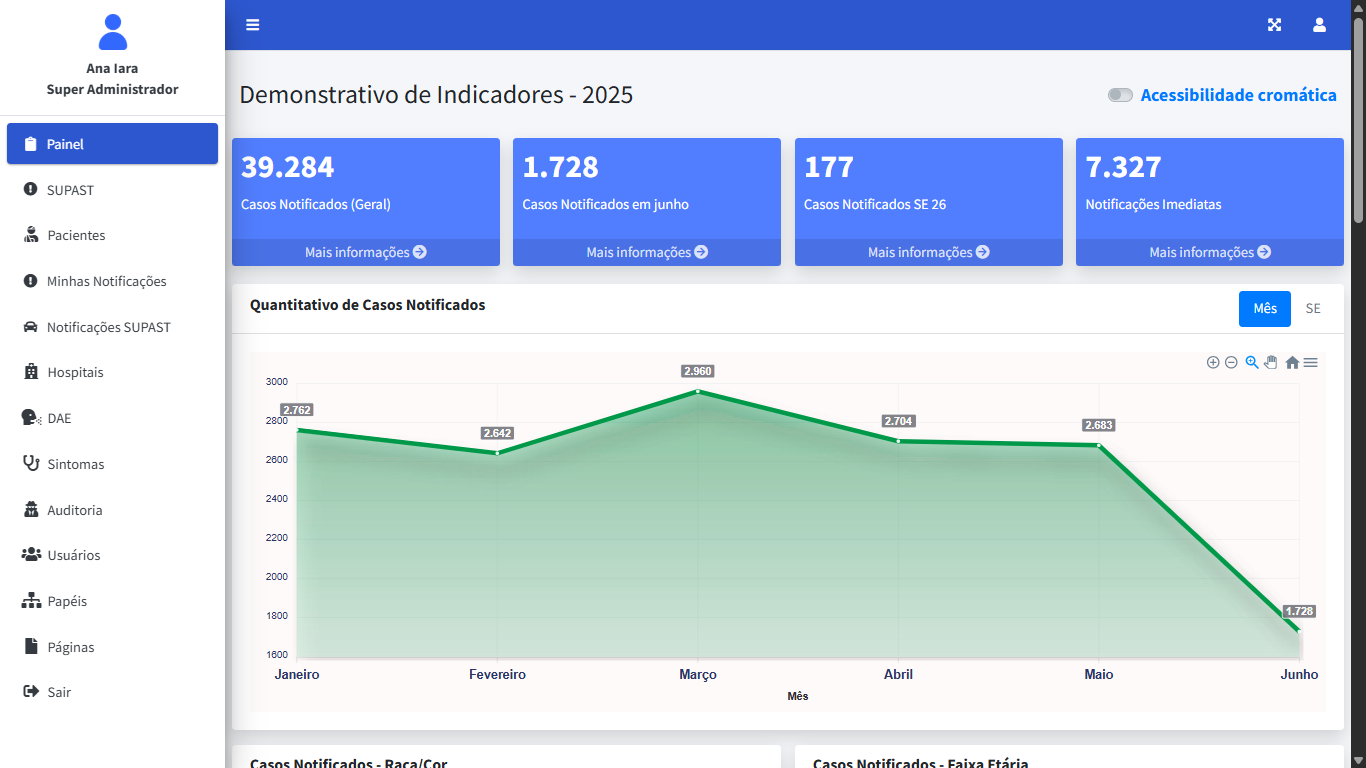 Ana Iara
Super Administrador
Painel
SUPAST
Pacientes
Minhas Notificações
Notificações SUPAST
Hospitais
DAE
Sintomas
Auditoria
Usuários
Papéis
Páginas
Sair
Demonstrativo de Indicadores - 2025
Acessibilidade cromática
39.284
Casos Notificados (Geral)
Mais informações
1.728
Casos Notificados em junho
Mais informações
177
Casos Notificados SE 26
Mais informações
7.327
Notificações Imediatas
Mais informações
Quantitativo de Casos Notificados
Mês
SE
3000
2800
2600
2400
2200
2000
1800
1600
2.762
2.642
2.960
2.704
2.683
1.728
Janeiro
Fevereiro
Março
Abril
Maio
Junho
Mês
Casos Notificados - Raça/Cor
Casos Notificados - Faixa Etária